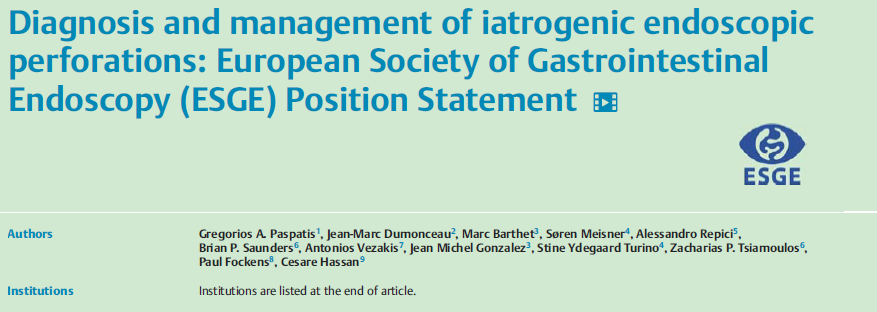 Diagnosis and management of iatrogenic endoscopic
perforations: European Society of Gastrointestinal
Endoscopy (ESGE) Position Statement
ESGE
Authors
Gregorios A. Paspatis1, Jean-Marc Dumonceau2, Marc Barthet3, Søren Meisner4, Alessandro Repici5,
Brian P. Saunders6, Antonios Vezakis7, Jean Michel Gonzalez3, Stine Ydegaard Turino4, Zacharias P. Tsiamoulos6,
Paul Fockens8, Cesare Hassan9
Institutions
Institutions are listed at the end of article.